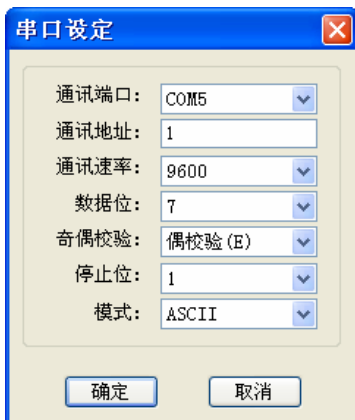 串口设定
通讯端口: COM5
通讯地址: 1
通讯速率: 9600
数据位: 7
奇偶校验: 偶校验(E)
停止位: 1
模式: ASCII
确定 取消